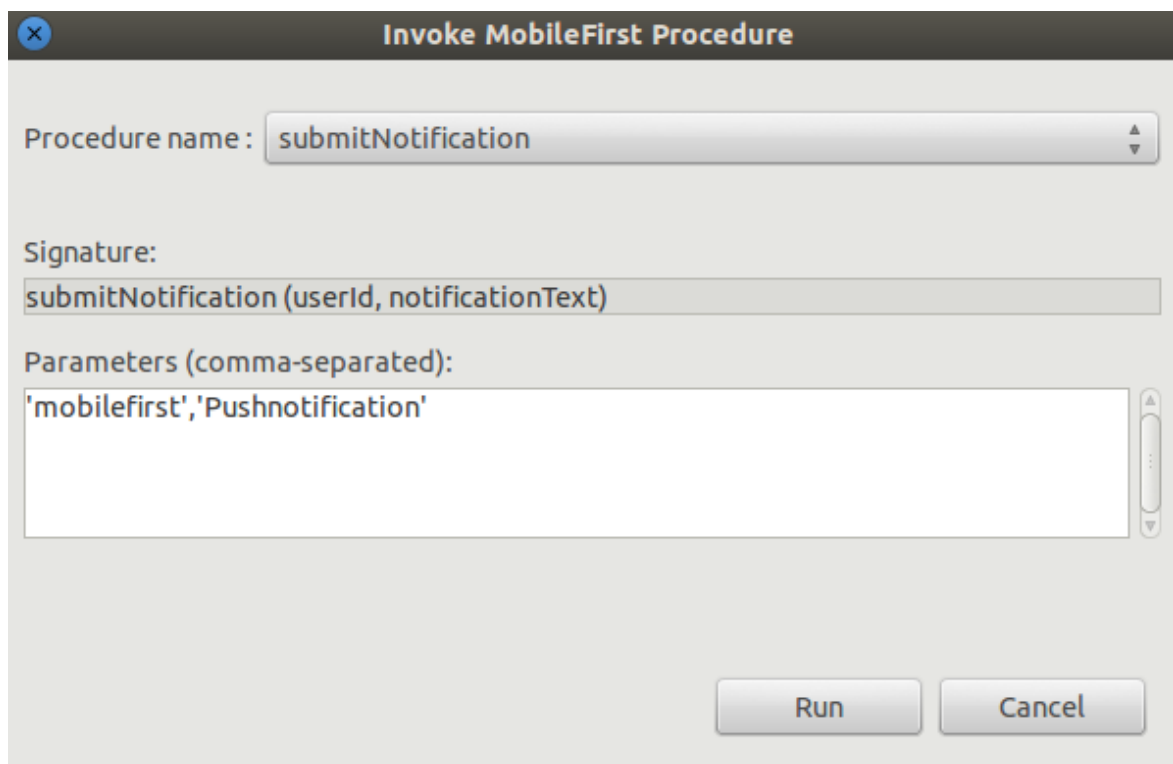 Invoke MobileFirst Procedure
Procedure name : submitNotification
Signature:
submitNotification (userId, notificationText)
Parameters (comma-separated):
'mobilefirst','Pushnotification'
Run Cancel